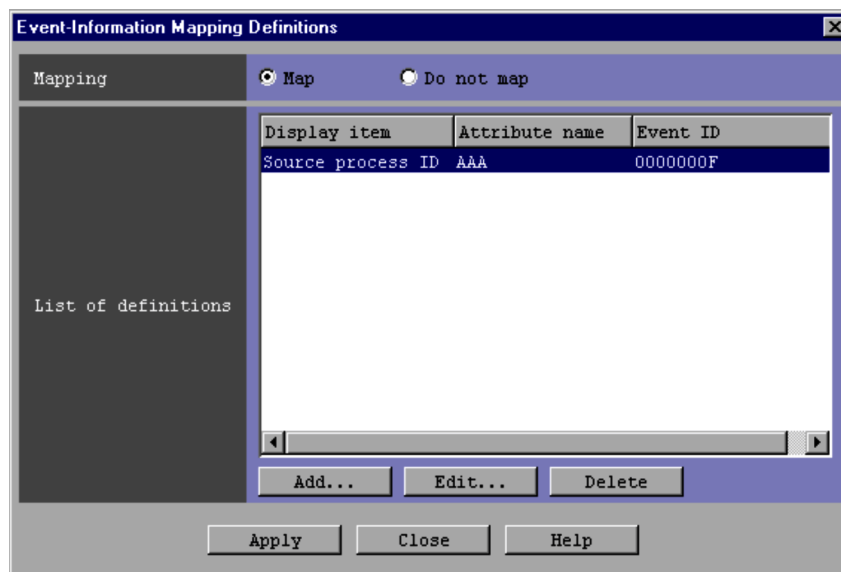 Event-Information Mapping Definitions
Mapping
Map
Do not map
Display item Attribute name Event ID
Source process ID AAA 0000000F
List of definitions
Add... Edit... Delete
Apply Close Help